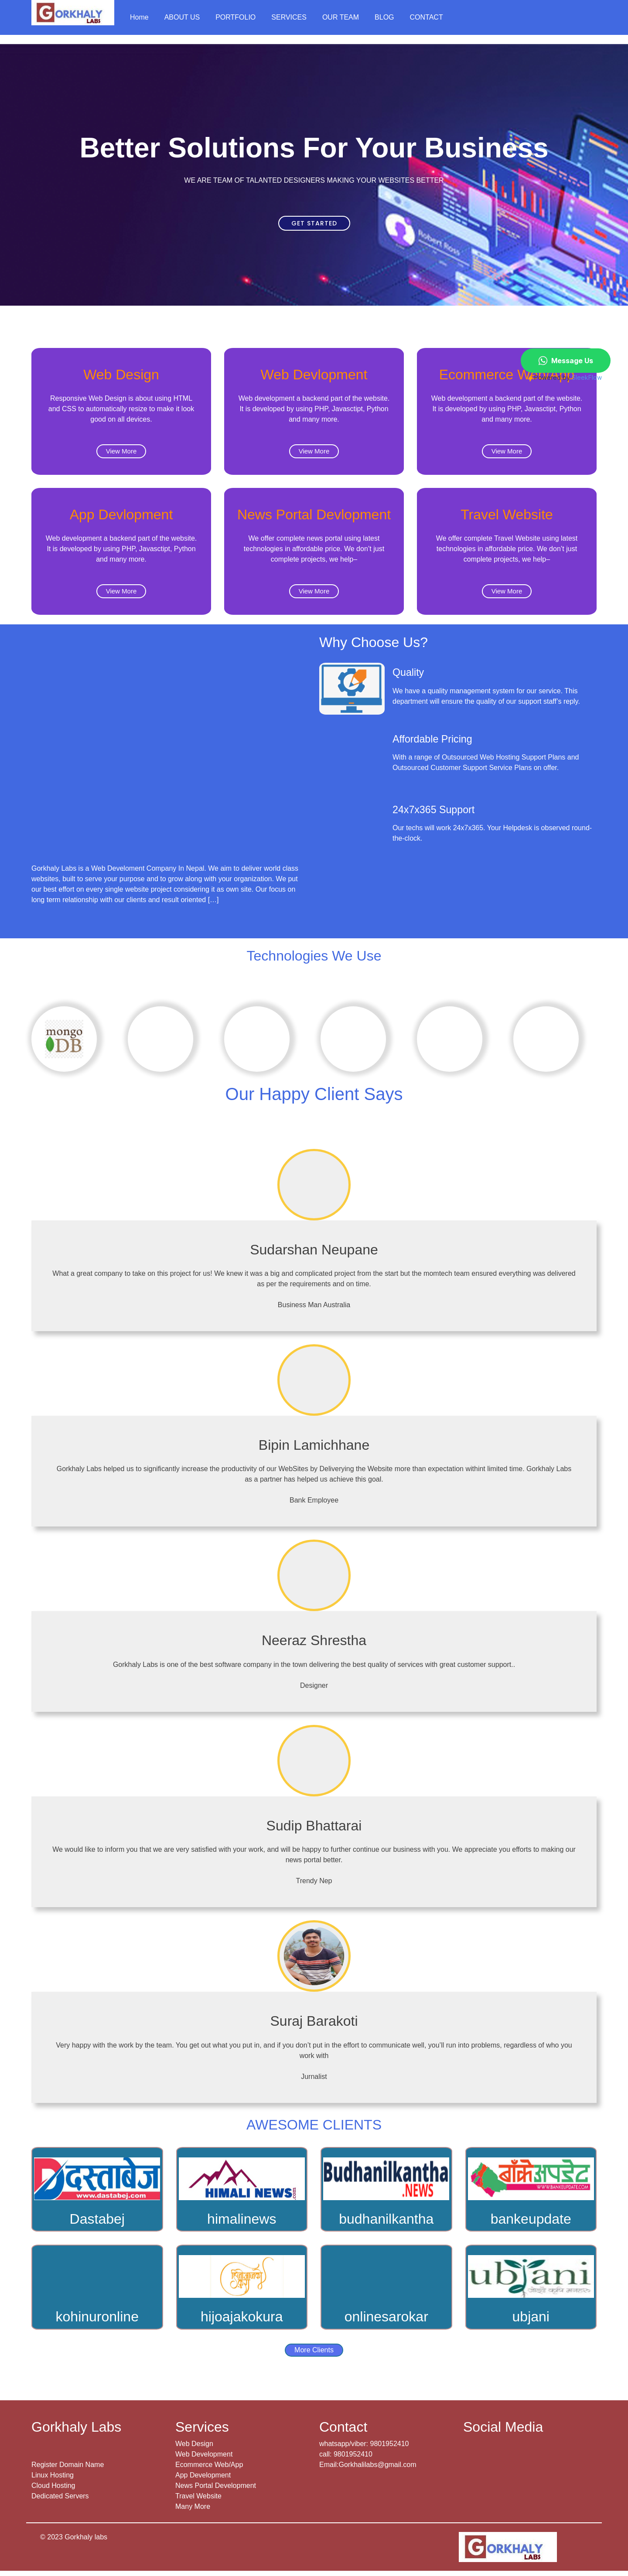 GORKHALY
LABS
Home ABOUT US PORTFOLIO SERVICES OUR TEAM BLOG CONTACT
Better Solutions For Your Business
WE ARE TEAM OF TALANTED DESIGNERS MAKING YOUR WEBSITES BETTER
GET STARTED
Robert Ross
Message Us
Web Design
Responsive Web Design is about using HTML
and CSS to automatically resize to make it look
good on all devices.
View More
Web Devlopment
Web development a backend part of the website.
It is developed by using PHP, Javasctipt, Python
and many more.
View More
Ecommerce Web/App
Web development a backend part of the website.
It is developed by using PHP, Javasctipt, Python
and many more.
View More
App Devlopment
Web development a backend part of the website.
It is developed by using PHP, Javasctipt, Python
and many more.
View More
News Portal Devlopment
We offer complete news portal using latest
technologies in affordable price. We don't just
complete projects, we help–
View More
Travel Website
We offer complete Travel Website using latest
technologies in affordable price. We don't just
complete projects, we help–
View More
Gorkhaly Labs is a Web Develoment Company In Nepal. We aim to deliver world class
websites, built to serve your purpose and to grow along with your organization. We put
our best effort on every single website project considering it as own site. Our focus on
long term relationship with our clients and result oriented […]
Why Choose Us?
Quality
We have a quality management system for our service. This
department will ensure the quality of our support staff's reply.
Affordable Pricing
With a range of Outsourced Web Hosting Support Plans and
Outsourced Customer Support Service Plans on offer.
24x7x365 Support
Our techs will work 24x7x365. Your Helpdesk is observed round-
the-clock.
Technologies We Use
mongo
DB
Our Happy Client Says
Sudarshan Neupane
What a great company to take on this project for us! We knew it was a big and complicated project from the start but the momtech team ensured everything was delivered
as per the requirements and on time.
Business Man Australia
Bipin Lamichhane
Gorkhaly Labs helped us to significantly increase the productivity of our WebSites by Deliverying the Website more than expectation withint limited time. Gorkhaly Labs
as a partner has helped us achieve this goal.
Bank Employee
Neeraz Shrestha
Gorkhaly Labs is one of the best software company in the town delivering the best quality of services with great customer support..
Designer
Sudip Bhattarai
We would like to inform you that we are very satisfied with your work, and will be happy to further continue our business with you. We appreciate you efforts to making our
news portal better.
Trendy Nep
Suraj Barakoti
Very happy with the work by the team. You get out what you put in, and if you don't put in the effort to communicate well, you'll run into problems, regardless of who you
work with
Jurnalist
AWESOME CLIENTS
दस्ताबेज
www.dastabej.com
Dastabej
HIMALI NEWS.com
himalinews
Budhanilkantha
.NEWS
budhanilkantha
बाँके अपडेट
WWW.BANKEUPDATE.COM
bankeupdate
kohinuronline
hijoajakokura
onlinesarokar
ubjani
ubjani
More Clients
Gorkhaly Labs
Register Domain Name
Linux Hosting
Cloud Hosting
Dedicated Servers
Services
Web Design
Web Development
Ecommerce Web/App
App Development
News Portal Development
Travel Website
Many More
Contact
whatsapp/viber: 9801952410
call: 9801952410
Email:Gorkhalilabs@gmail.com
Social Media
© 2023 Gorkhaly labs
GORKHALY
LABS